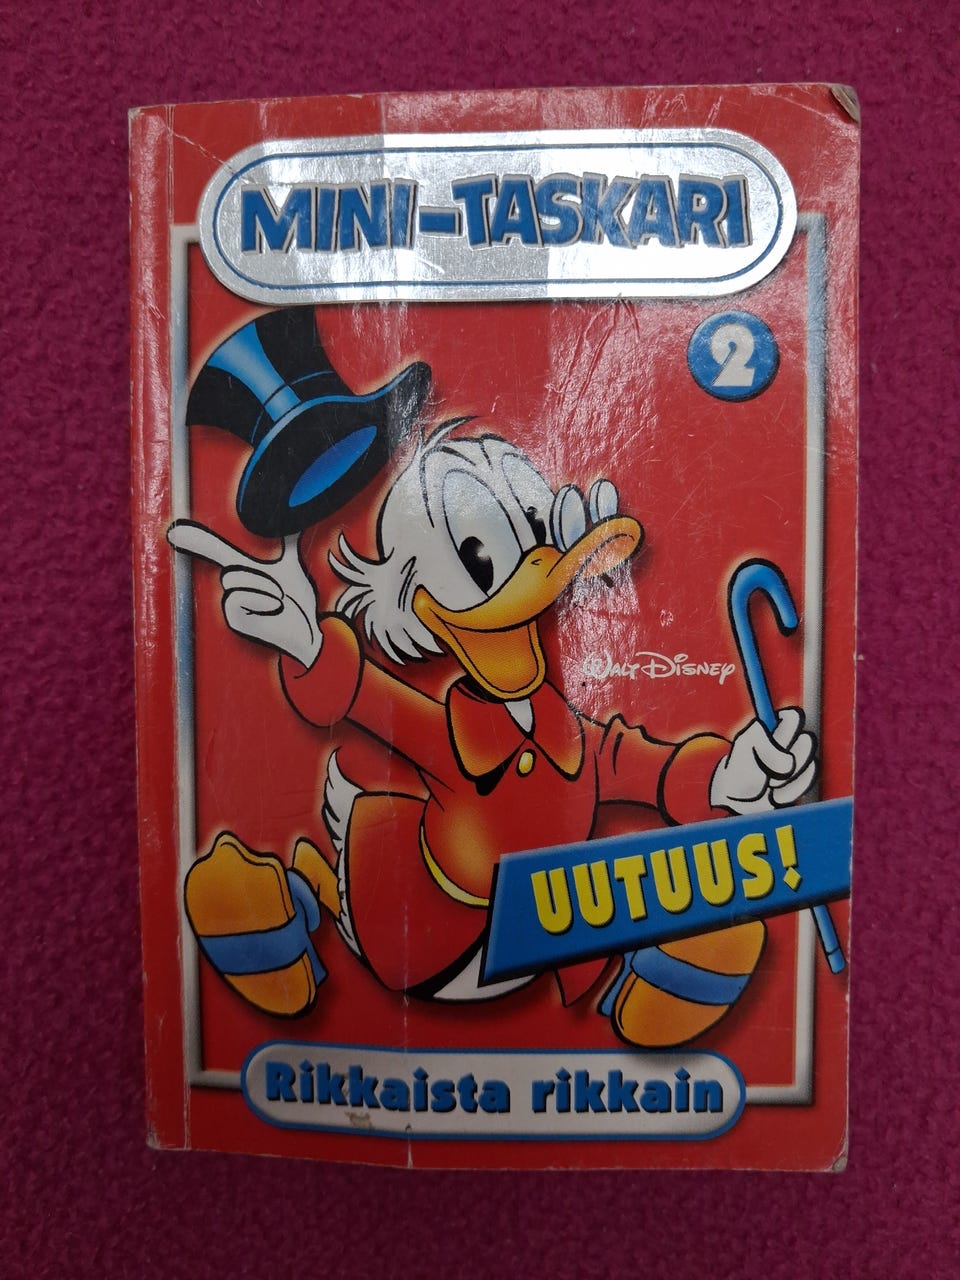 MINI-TASKARI
2
WALT DISNEY
UUTUUS!
Rikkaista rikkain